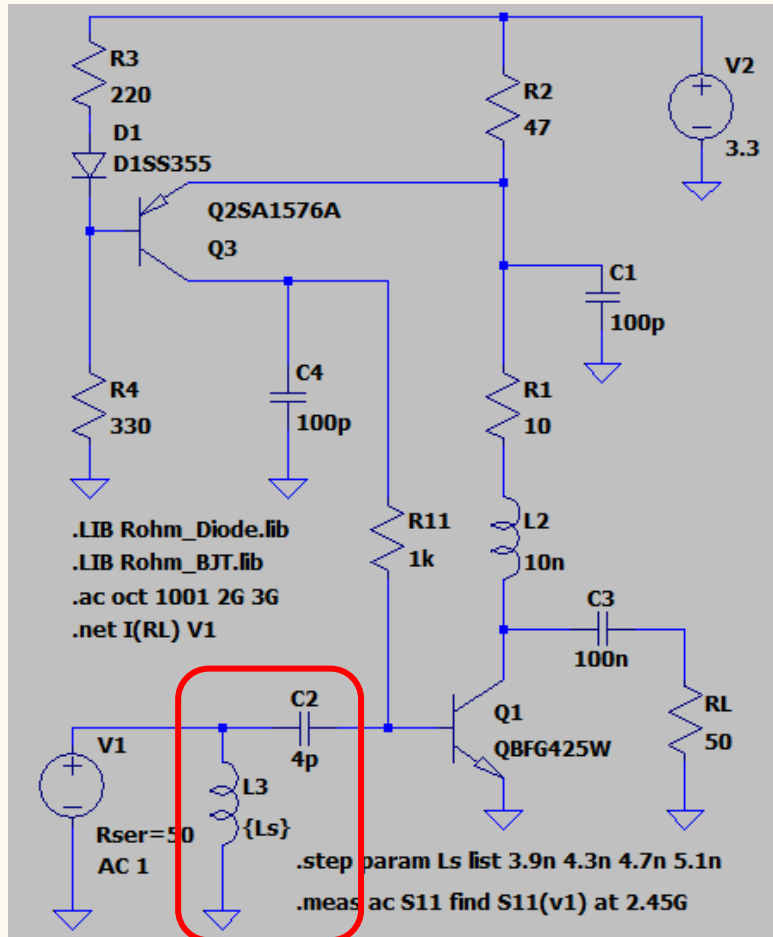 R3
220
D1
D1SS355
Q2SA1576A
Q3
R2
47
V2
3.3
C1
100p
R4
330
C4
100p
R1
10
R11
1k
L2
10n
.LIB Rohm_Diode.lib
.LIB Rohm_BJT.lib
.ac oct 1001 2G 3G
.net I(RL) V1
C3
100n
RL
50
Q1
QBFG425W
C2
4p
V1
Rser=50
AC 1
L3
{Ls}
.step param Ls list 3.9n 4.3n 4.7n 5.1n
.meas ac S11 find S11(v1) at 2.45G